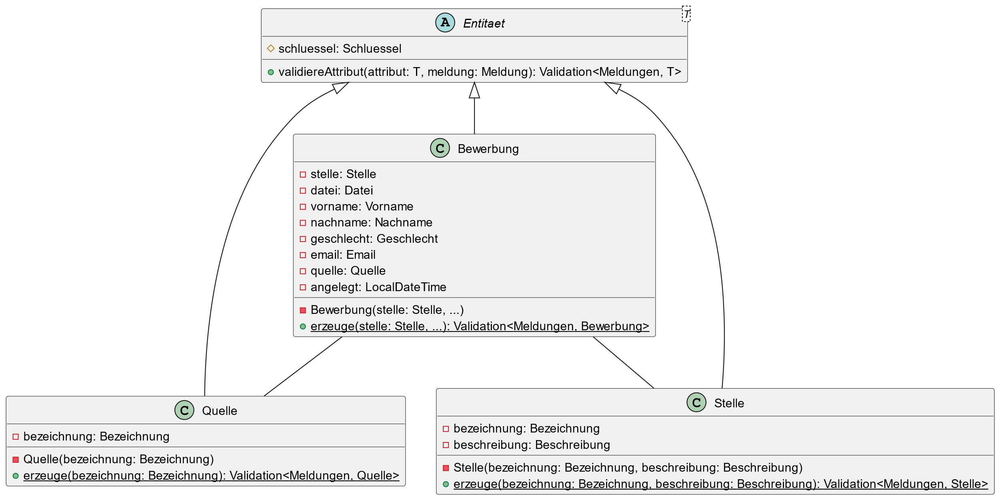 A Entitaet
T
schluessel: Schluessel
validiereAttribut(attribut: T, meldung: Meldung): Validation<Meldungen, T>
C Bewerbung
stelle: Stelle
datei: Datei
vorname: Vorname
nachname: Nachname
geschlecht: Geschlecht
email: Email
quelle: Quelle
angelegt: LocalDateTime
Bewerbung(stelle: Stelle, ...)
erzeuge(stelle: Stelle, ...): Validation<Meldungen, Bewerbung>
C Quelle
bezeichnung: Bezeichnung
Quelle(bezeichnung: Bezeichnung)
erzeuge(bezeichnung: Bezeichnung): Validation<Meldungen, Quelle>
C Stelle
bezeichnung: Bezeichnung
beschreibung: Beschreibung
Stelle(bezeichnung: Bezeichnung, beschreibung: Beschreibung)
erzeuge(bezeichnung: Bezeichnung, beschreibung: Beschreibung): Validation<Meldungen, Stelle>